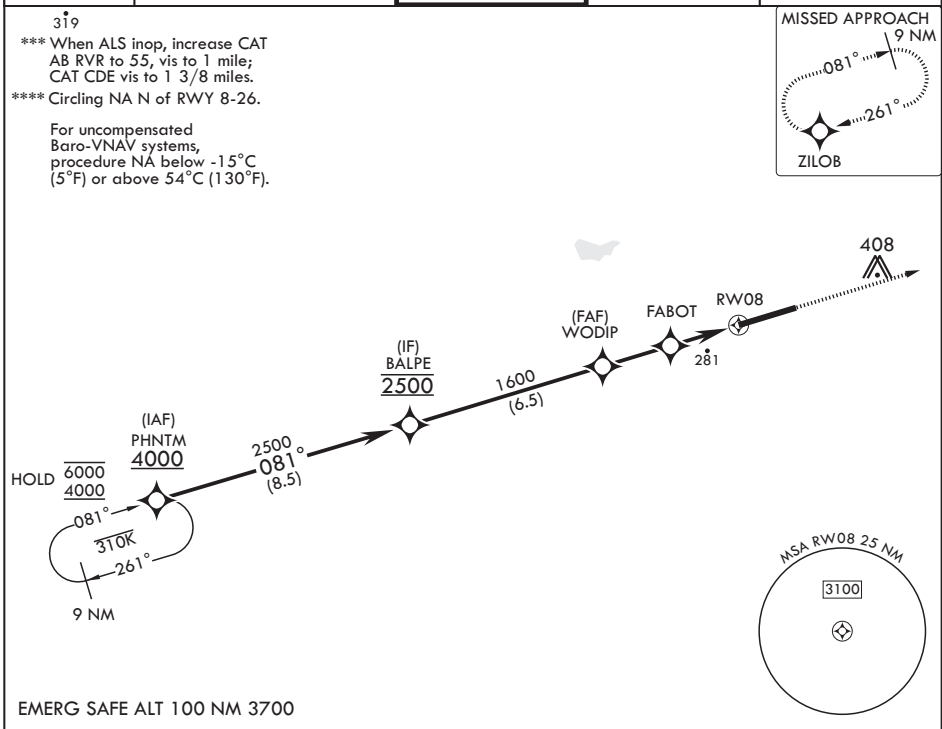 319
*** When ALS inop, increase CAT
AB RVR to 55, vis to 1 mile;
CAT CDE vis to 1 3/8 miles.
**** Circling NA N of RWY 8-26.
For uncompensated
Baro-VNAV systems,
procedure NA below -15°C
(5°F) or above 54°C (130°F).
MISSED APPROACH
9 NM
081°
261°
ZILOB
408
RW08
FABOT
(FAF)
WODIP
281
(IF)
BALPE
2500
1600
(6.5)
(IAF)
PHNTM
4000
2500
081°
(8.5)
HOLD
6000
4000
081°
310K
261°
9 NM
MSA RW08 25 NM
3100
EMERG SAFE ALT 100 NM 3700